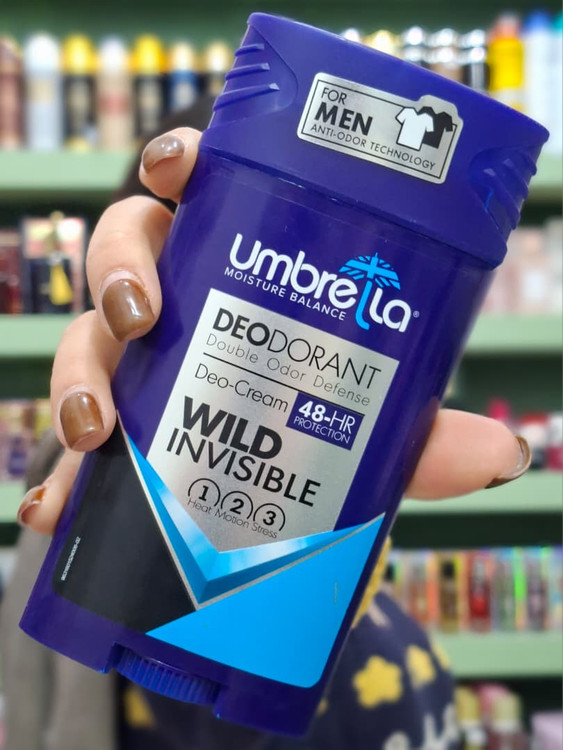 FOR
MEN
ANTI-ODOR TECHNOLOGY
umbrella®
MOISTURE BALANCE
DEODORANT
Double Odor Defense
Deo-Cream
48-HR
PROTECTION
WILD
INVISIBLE
1 2 3
Heat Motion Stress